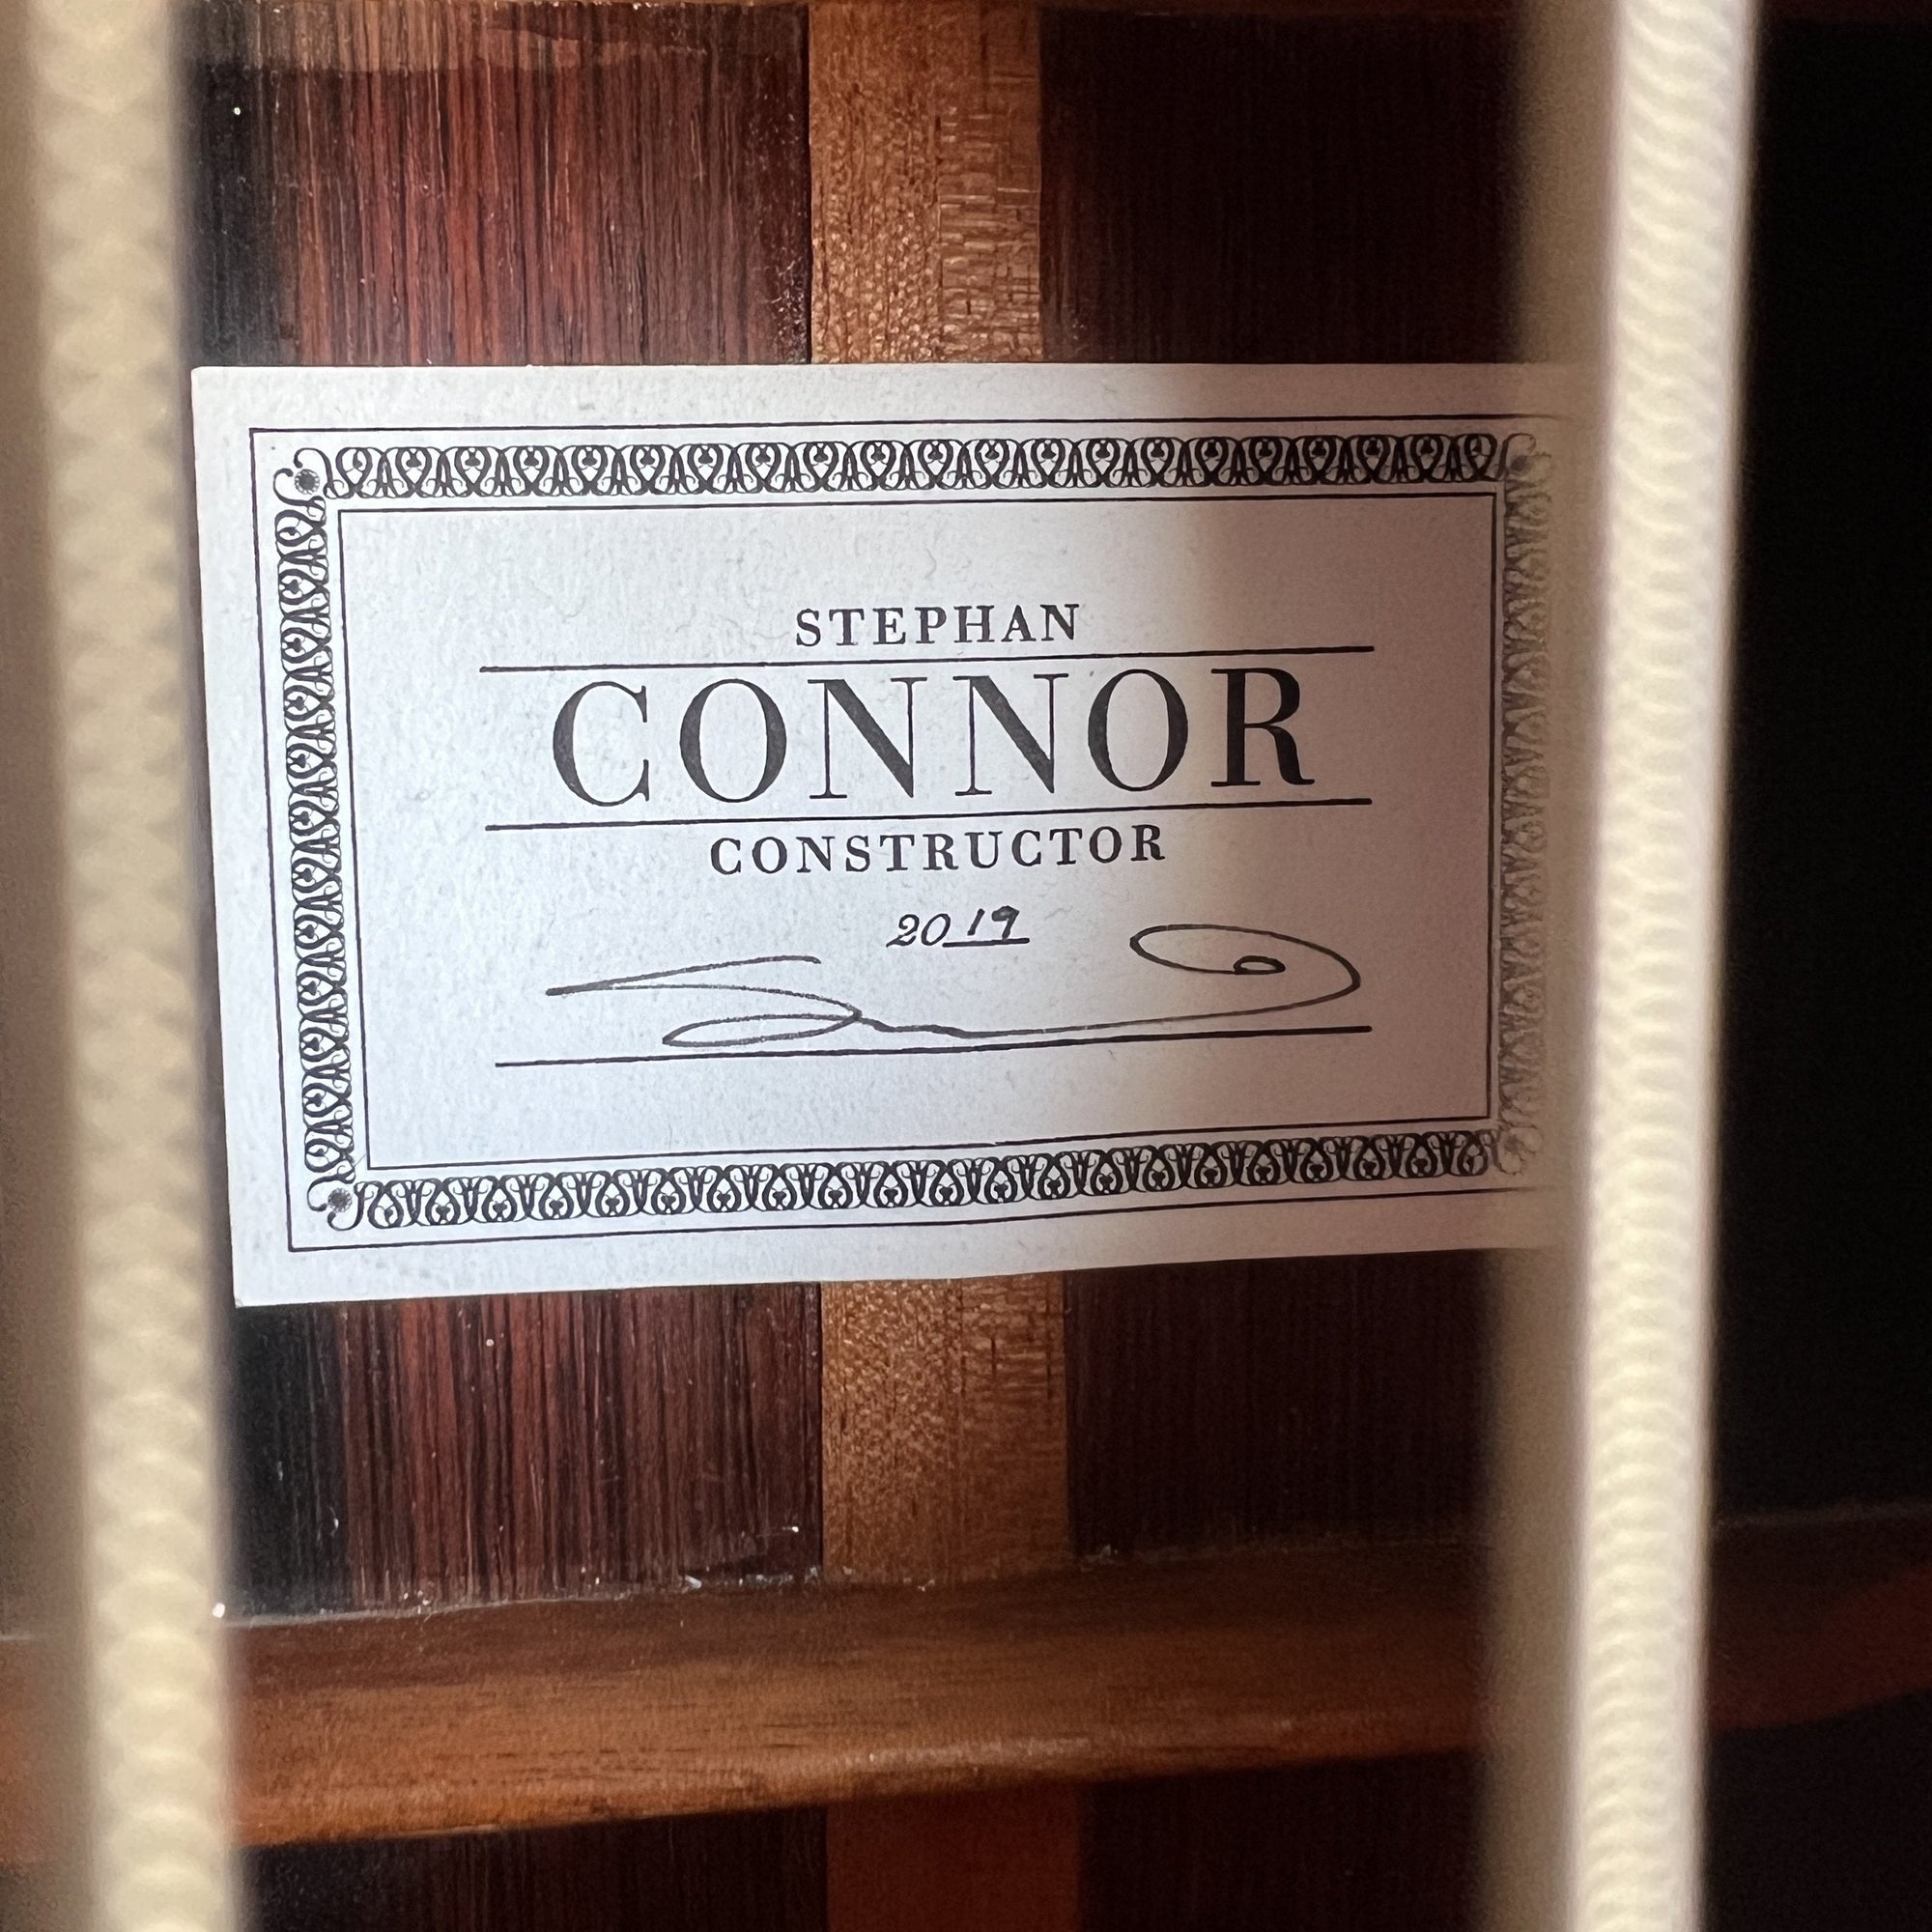 STEPHAN
CONNOR
CONSTRUCTOR
2019